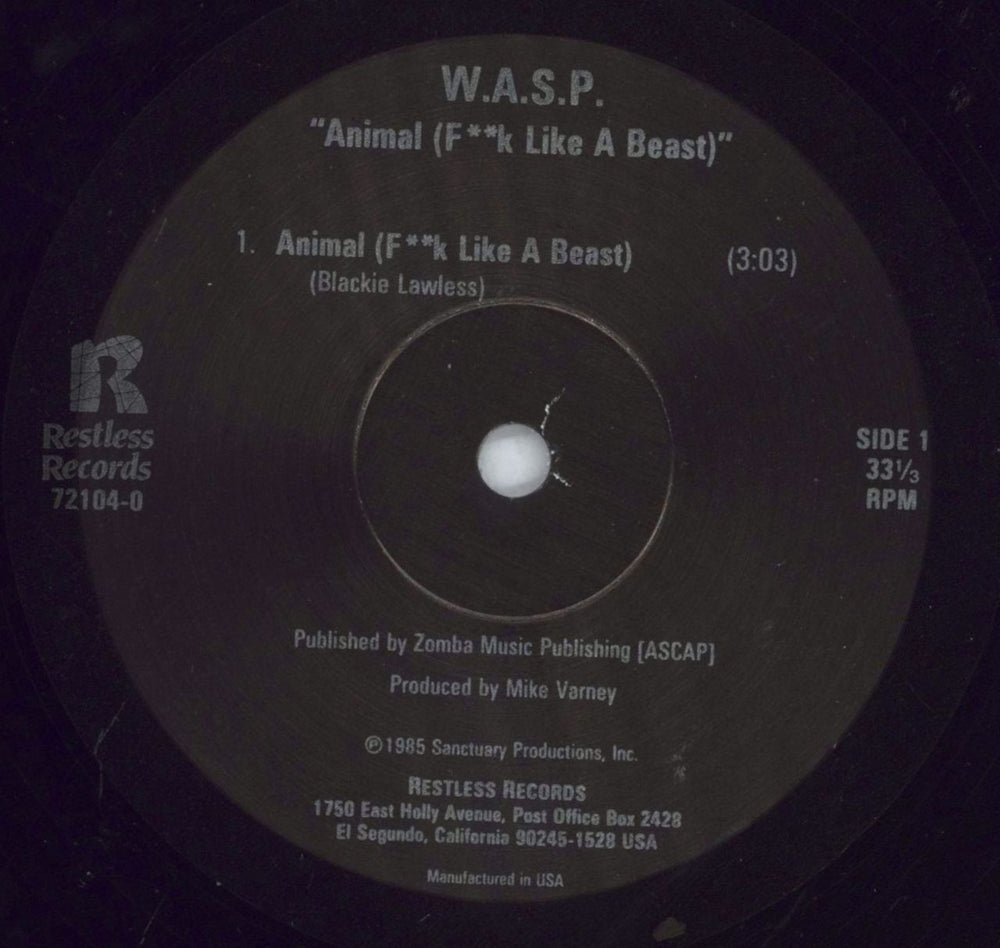 W.A.S.P.
"Animal (F**k Like A Beast)"
1. Animal (F**k Like A Beast) (3:03)
(Blackie Lawless)
R
Restless
Records
72104-0
SIDE 1
33⅓
RPM
Published by Zomba Music Publishing [ASCAP]
Produced by Mike Varney
℗1985 Sanctuary Productions, Inc.
RESTLESS RECORDS
1750 East Holly Avenue, Post Office Box 2428
El Segundo, California 90245-1528 USA
Manufactured in USA